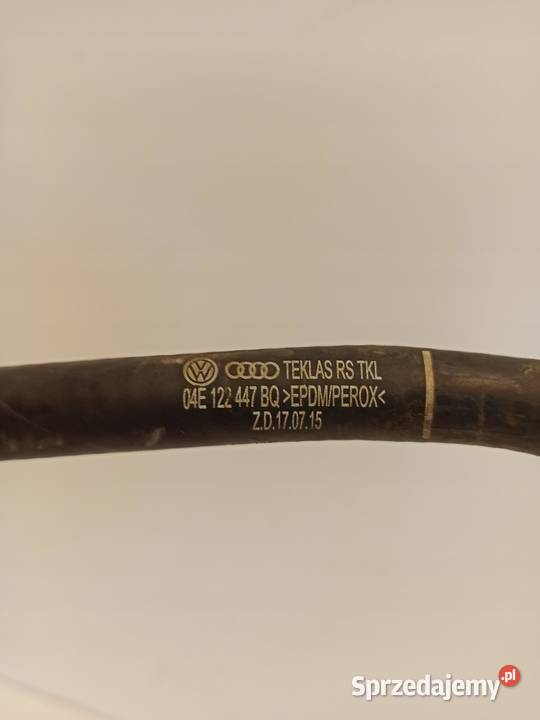 TEKLAS RS TKL
04E 122 447 BQ >EPDM/PEROX<
Z.D.17.07.15
Sprzedajemy.pl